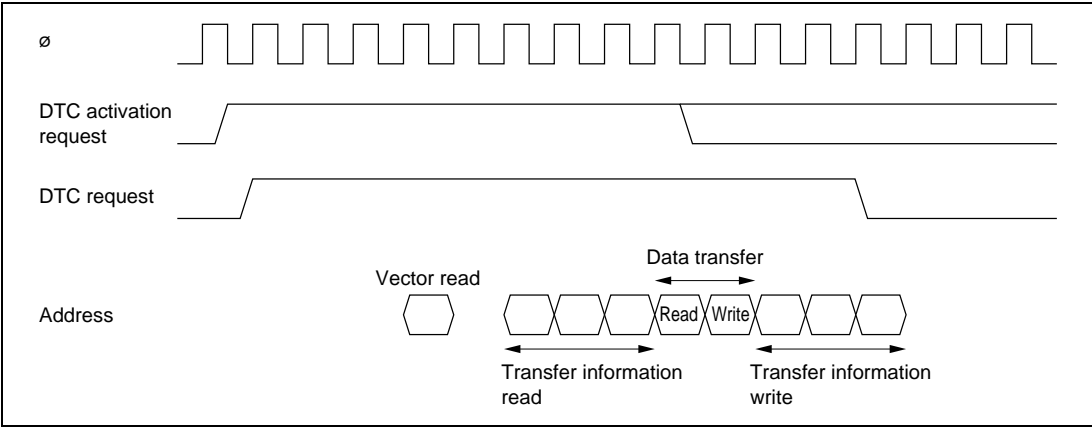 ø
DTC activation
request
DTC request
Data transfer
Vector read
Address
Read Write
Transfer information
read
Transfer information
write